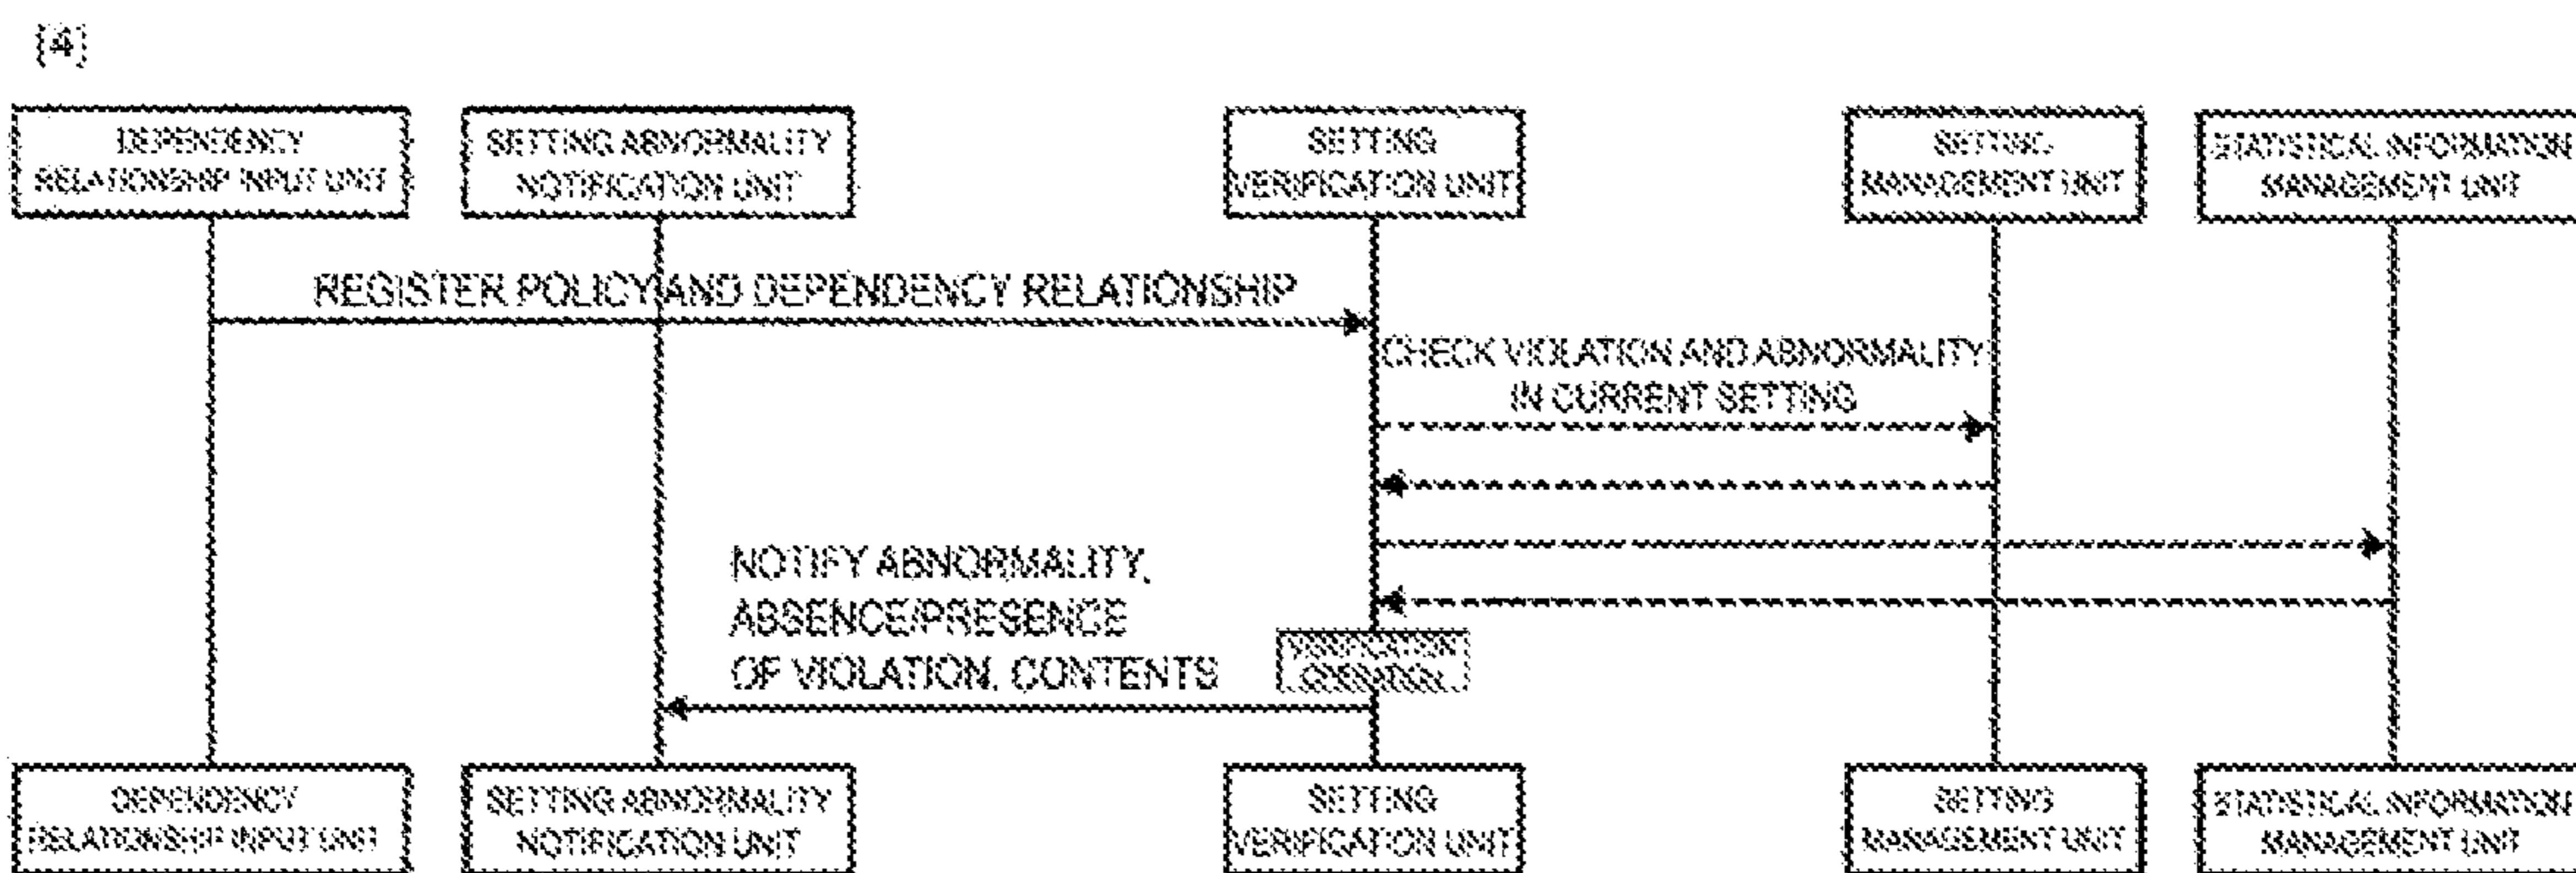 [4]
DEPENDENCY
RELATIONSHIP INPUT UNIT
SETTING ABNORMALITY
NOTIFICATION UNIT
SETTING
VERIFICATION UNIT
SETTING
MANAGEMENT UNIT
STATISTICAL INFORMATION
MANAGEMENT UNIT
REGISTER POLICY AND DEPENDENCY RELATIONSHIP
CHECK VIOLATION AND ABNORMALITY
IN CURRENT SETTING
NOTIFY ABNORMALITY,
ABSENCE/PRESENCE
OF VIOLATION, CONTENTS
VERIFICATION
OPERATION
DEPENDENCY
RELATIONSHIP INPUT UNIT
SETTING ABNORMALITY
NOTIFICATION UNIT
SETTING
VERIFICATION UNIT
SETTING
MANAGEMENT UNIT
STATISTICAL INFORMATION
MANAGEMENT UNIT